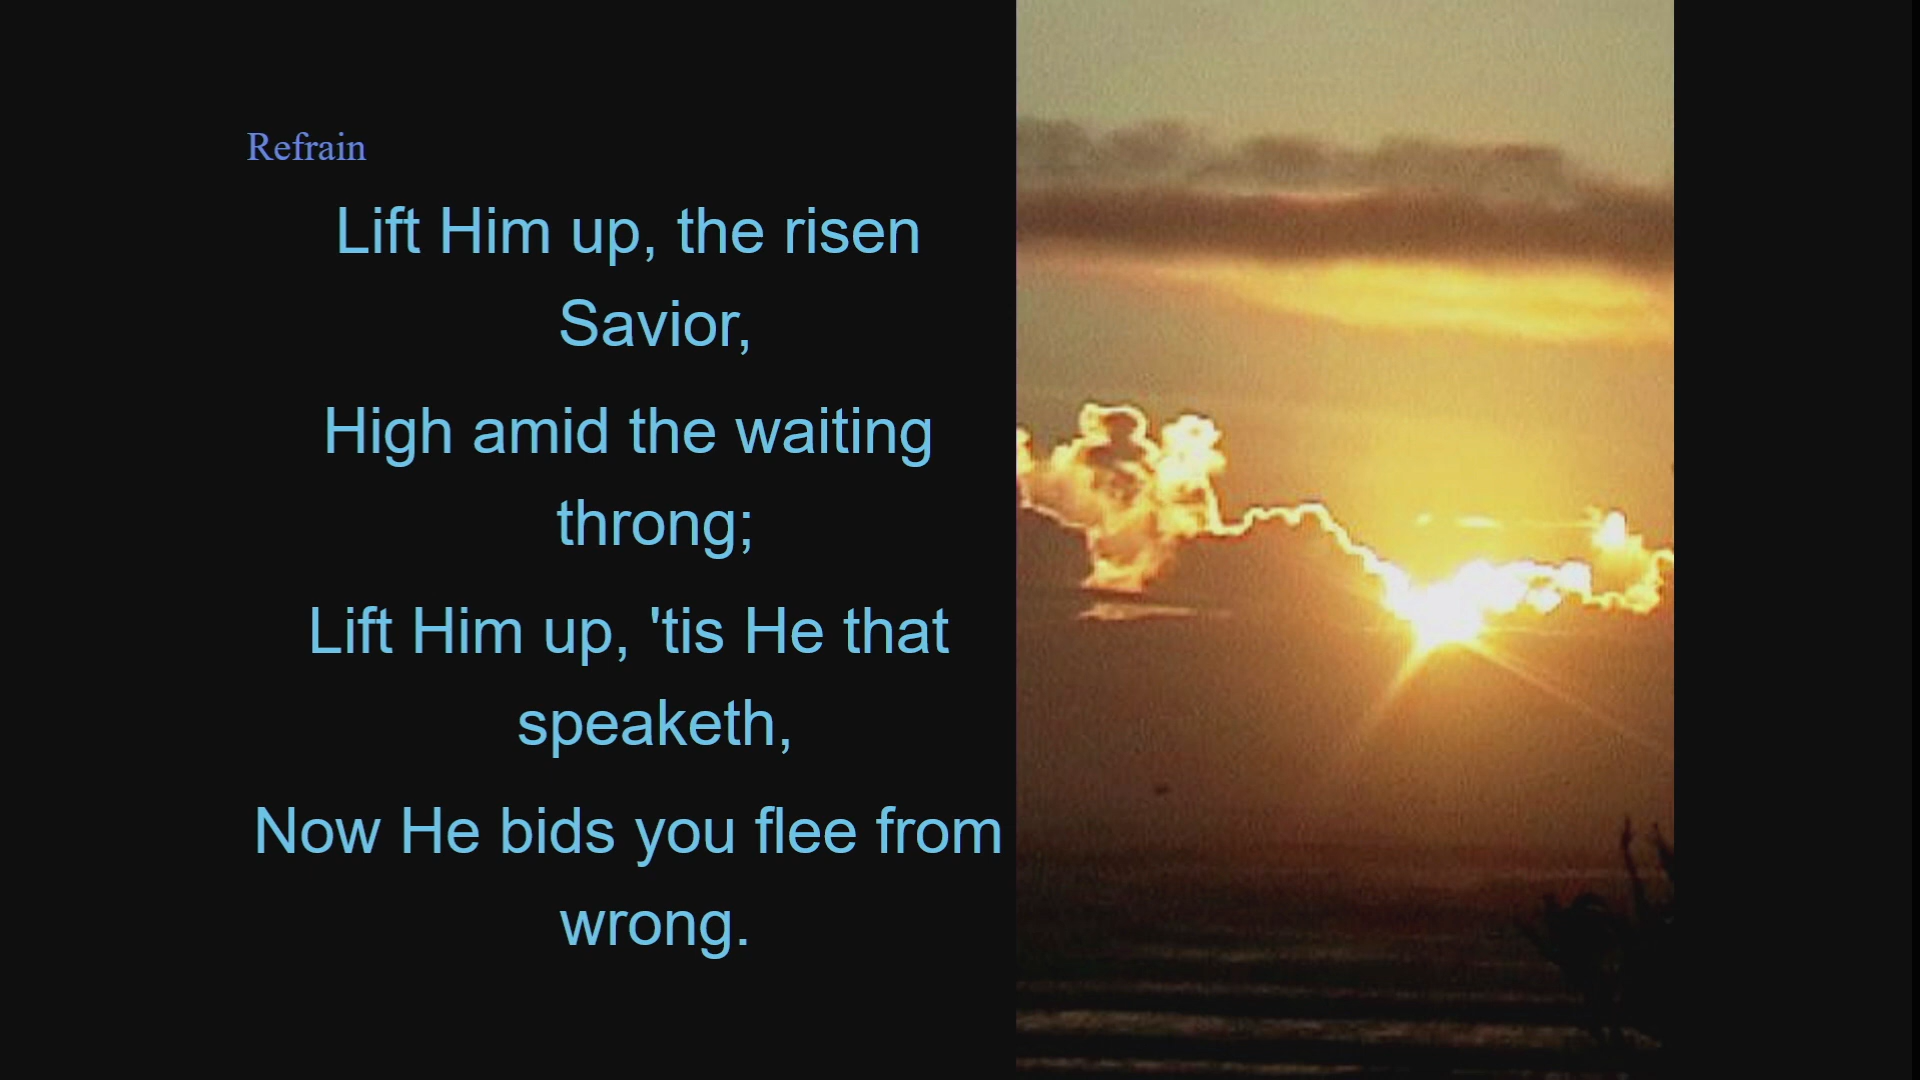 Refrain
Lift Him up, the risen
Savior,
High amid the waiting
throng;
Lift Him up, 'tis He that
speaketh,
Now He bids you flee from
wrong.